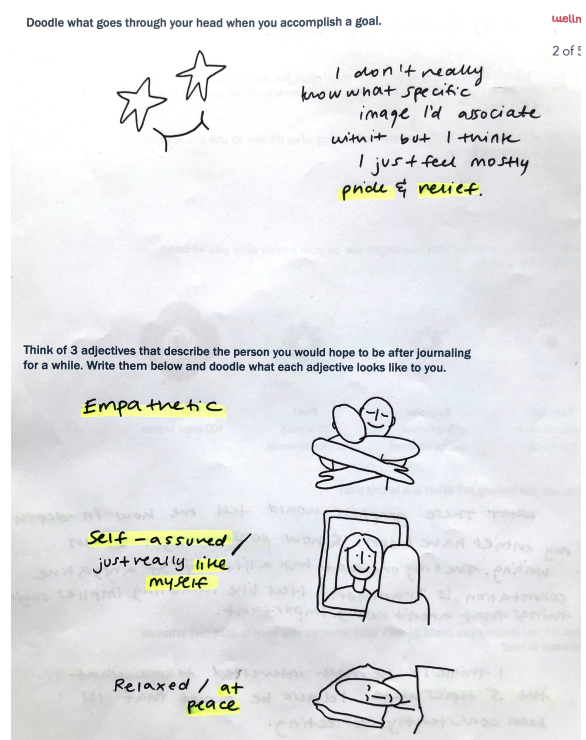 Doodle what goes through your head when you accomplish a goal.
welln
2 of 5
I don't really
know what specific
image I'd associate
with it but I think
I just feel mostly
pride & relief.
Think of 3 adjectives that describe the person you would hope to be after journaling
for a while. Write them below and doodle what each adjective looks like to you.
Empathetic
Self-assured /
just really like
myself
Relaxed / at
peace